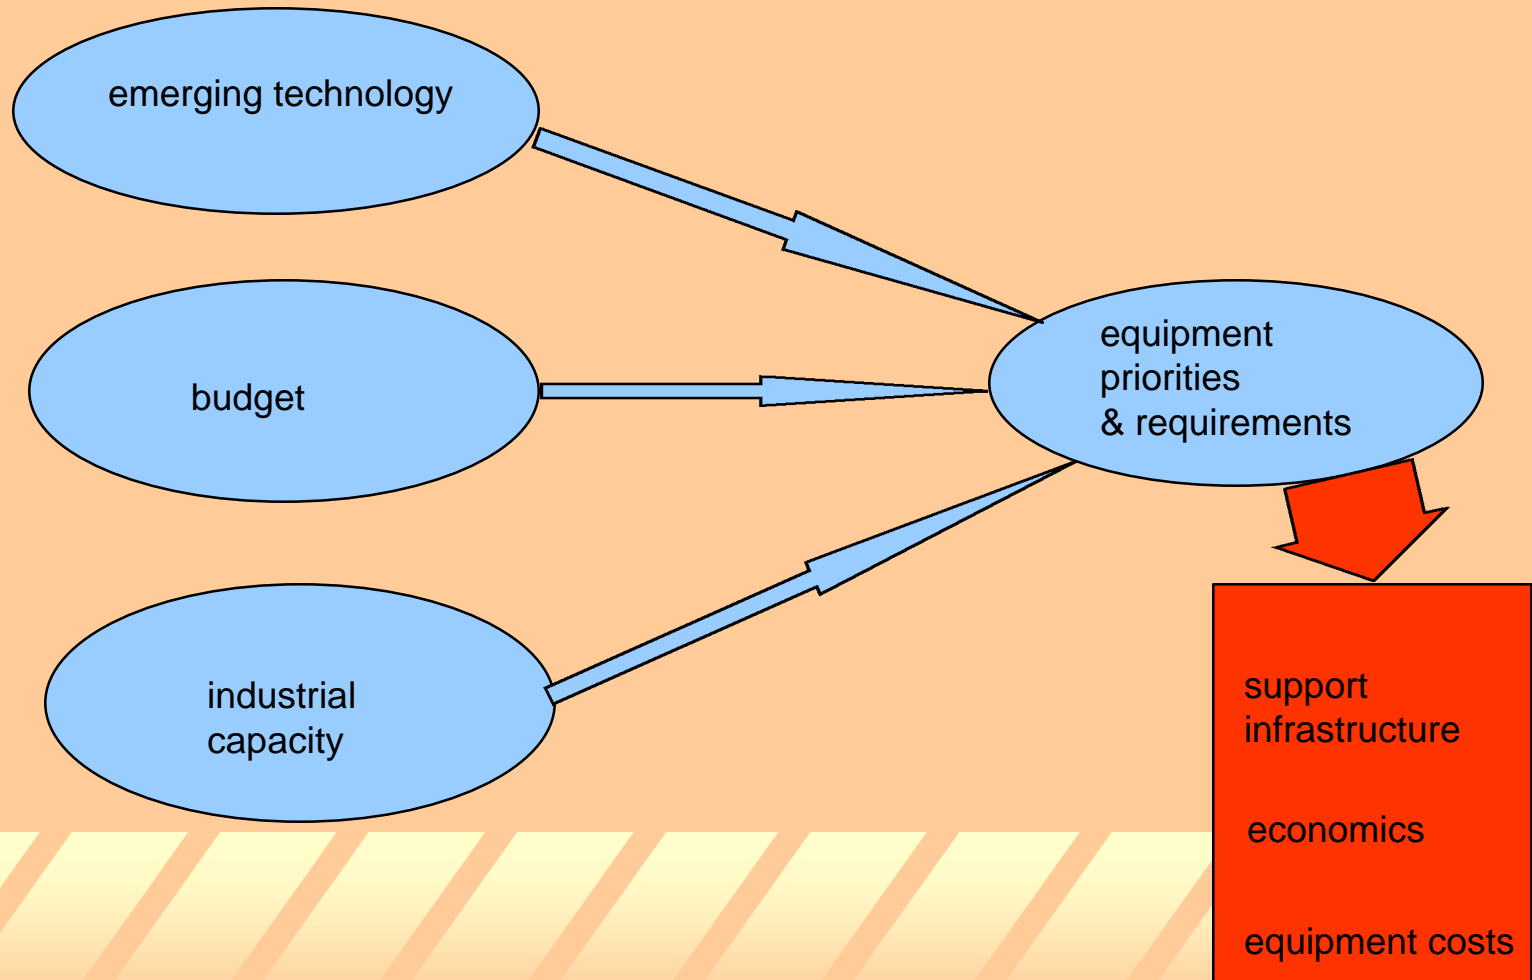 emerging technology
budget
industrial
capacity
equipment
priorities
& requirements
support
infrastructure
economics
equipment costs